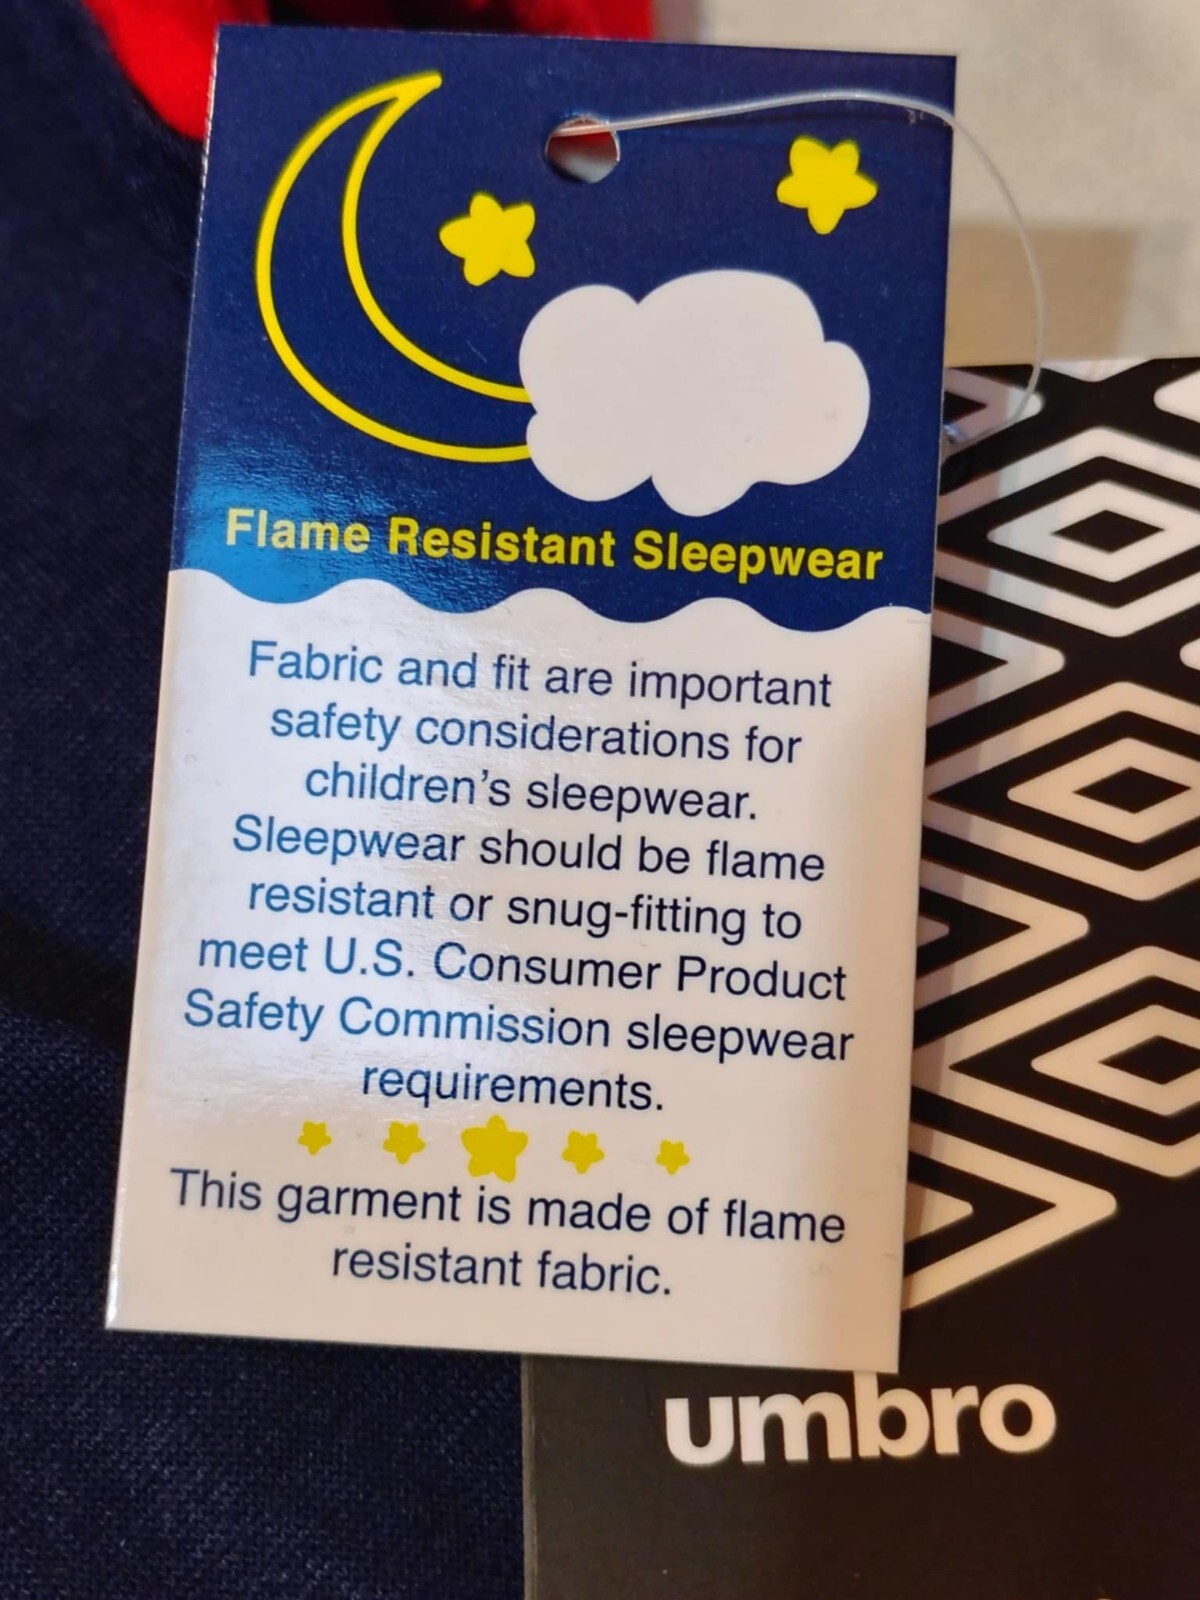 Flame Resistant Sleepwear
Fabric and fit are important
safety considerations for
children's sleepwear.
Sleepwear should be flame
resistant or snug-fitting to
meet U.S. Consumer Product
Safety Commission sleepwear
requirements.
This garment is made of flame
resistant fabric.
umbro